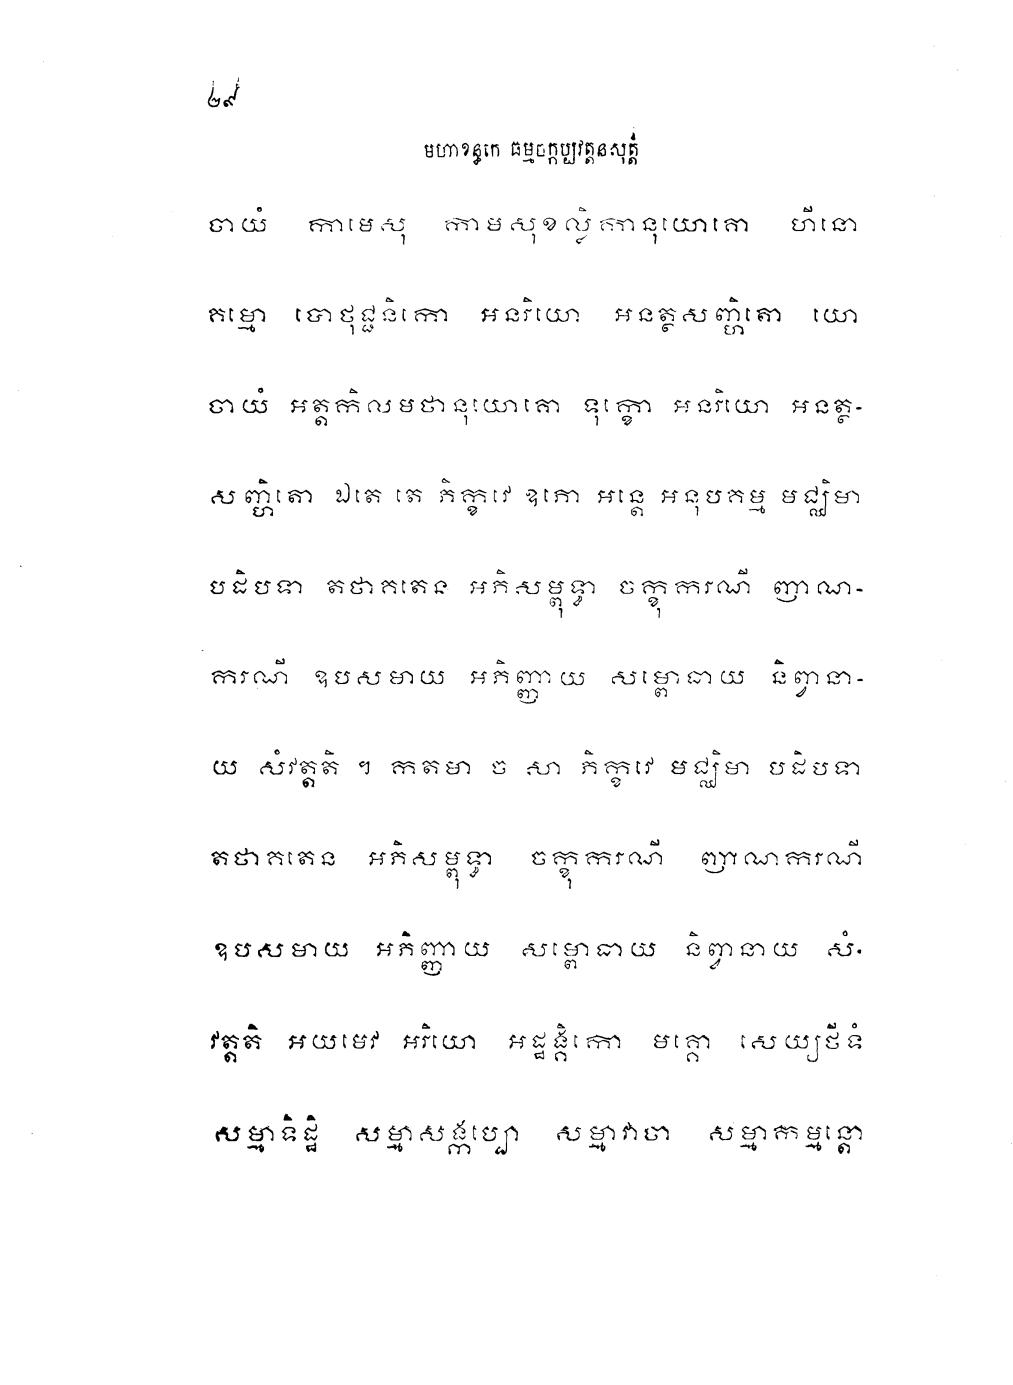 ២៩
មហាខន្ធកេ ធម្មចក្កប្បវត្តនសុត្តំ
ចាយំ កាមេសុ កាមសុខល្លិកានុយោគោ ហីនោ
គម្មោ បោថុជ្ជនិកោ អនរិយោ អនត្ថសញ្ហិតោ យោ
ចាយំ អត្តកិលមថានុយោគោ ទុក្ខោ អនរិយោ អនត្ថ-
សញ្ហិតោ ឯតេ តេ ភិក្ខវេ ឧភោ អន្តេ អនុបគម្ម មជ្ឈិមា
បដិបទា តថាគតេន អភិសម្ពុទ្ធា ចក្ខុករណី ញាណ-
ករណី ឧបសមាយ អភិញ្ញាយ សម្ពោធាយ និព្វានា-
យ សំវត្តតិ ។ កតមា ច សា ភិក្ខវេ មជ្ឈិមា បដិបទា
តថាគតេន អភិសម្ពុទ្ធា ចក្ខុករណី ញាណករណី
ឧបសមាយ អភិញ្ញាយ សម្ពោធាយ និព្វានាយ សំ-
វត្តតិ អយមេវ អរិយោ អដ្ឋង្គិកោ មគ្គោ សេយ្យថីទំ
សម្មាទិដ្ឋិ សម្មាសង្កប្បោ សម្មាវាចា សម្មាកម្មន្តោ